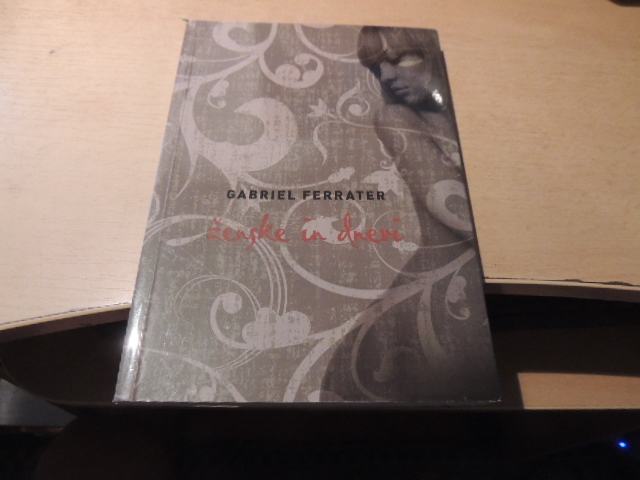 GABRIEL FERRATER
ženske in dnevi